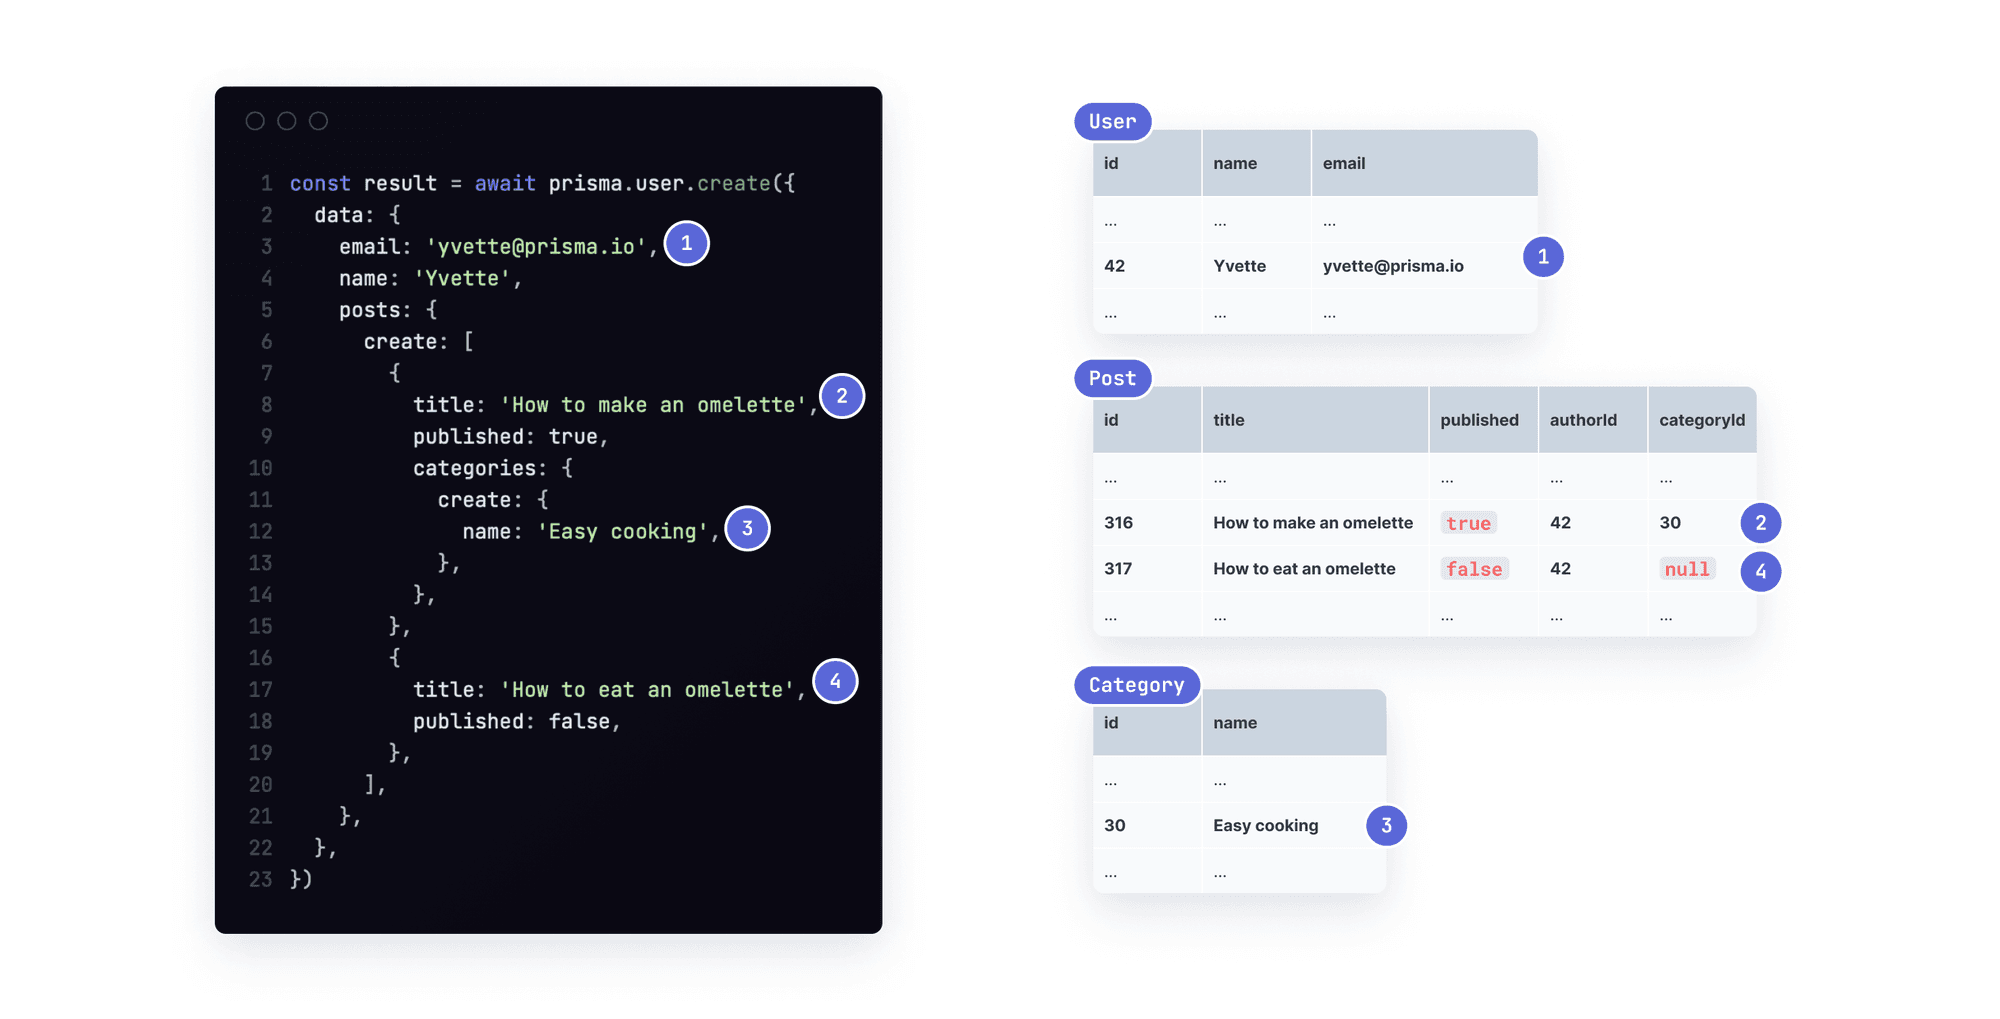 1 const result = await prisma.user.create({
2 data: {
3 email: 'yvette@prisma.io', 1
4 name: 'Yvette',
5 posts: {
6 create: [
7 {
8 title: 'How to make an omelette', 2
9 published: true,
10 categories: {
11 create: {
12 name: 'Easy cooking', 3
13 },
14 },
15 },
16 {
17 title: 'How to eat an omelette', 4
18 published: false,
19 },
20 ],
21 },
22 },
23 })
User
id name email
... ... ...
42 Yvette yvette@prisma.io 1
... ... ...
Post
id title published authorId categoryId
... ... ... ... ...
316 How to make an omelette true 42 30 2
317 How to eat an omelette false 42 null 4
... ... ... ... ...
Category
id name
... ...
30 Easy cooking 3
... ...